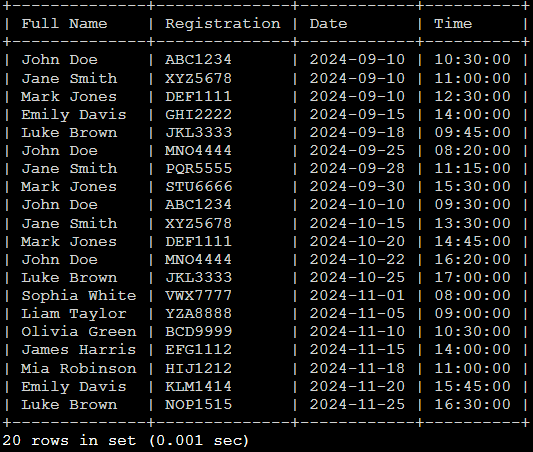 +--------------+--------------+------------+----------+
| Full Name    | Registration | Date       | Time     |
+--------------+--------------+------------+----------+
| John Doe     | ABC1234      | 2024-09-10 | 10:30:00 |
| Jane Smith   | XYZ5678      | 2024-09-10 | 11:00:00 |
| Mark Jones   | DEF1111      | 2024-09-10 | 12:30:00 |
| Emily Davis  | GHI2222      | 2024-09-15 | 14:00:00 |
| Luke Brown   | JKL3333      | 2024-09-18 | 09:45:00 |
| John Doe     | MNO4444      | 2024-09-25 | 08:20:00 |
| Jane Smith   | PQR5555      | 2024-09-28 | 11:15:00 |
| Mark Jones   | STU6666      | 2024-09-30 | 15:30:00 |
| John Doe     | ABC1234      | 2024-10-10 | 09:30:00 |
| Jane Smith   | XYZ5678      | 2024-10-15 | 13:30:00 |
| Mark Jones   | DEF1111      | 2024-10-20 | 14:45:00 |
| John Doe     | MNO4444      | 2024-10-22 | 16:20:00 |
| Luke Brown   | JKL3333      | 2024-10-25 | 17:00:00 |
| Sophia White | VWX7777      | 2024-11-01 | 08:00:00 |
| Liam Taylor  | YZA8888      | 2024-11-05 | 09:00:00 |
| Olivia Green | BCD9999      | 2024-11-10 | 10:30:00 |
| James Harris | EFG1112      | 2024-11-15 | 14:00:00 |
| Mia Robinson | HIJ1212      | 2024-11-18 | 11:00:00 |
| Emily Davis  | KLM1414      | 2024-11-20 | 15:45:00 |
| Luke Brown   | NOP1515      | 2024-11-25 | 16:30:00 |
+--------------+--------------+------------+----------+
20 rows in set (0.001 sec)